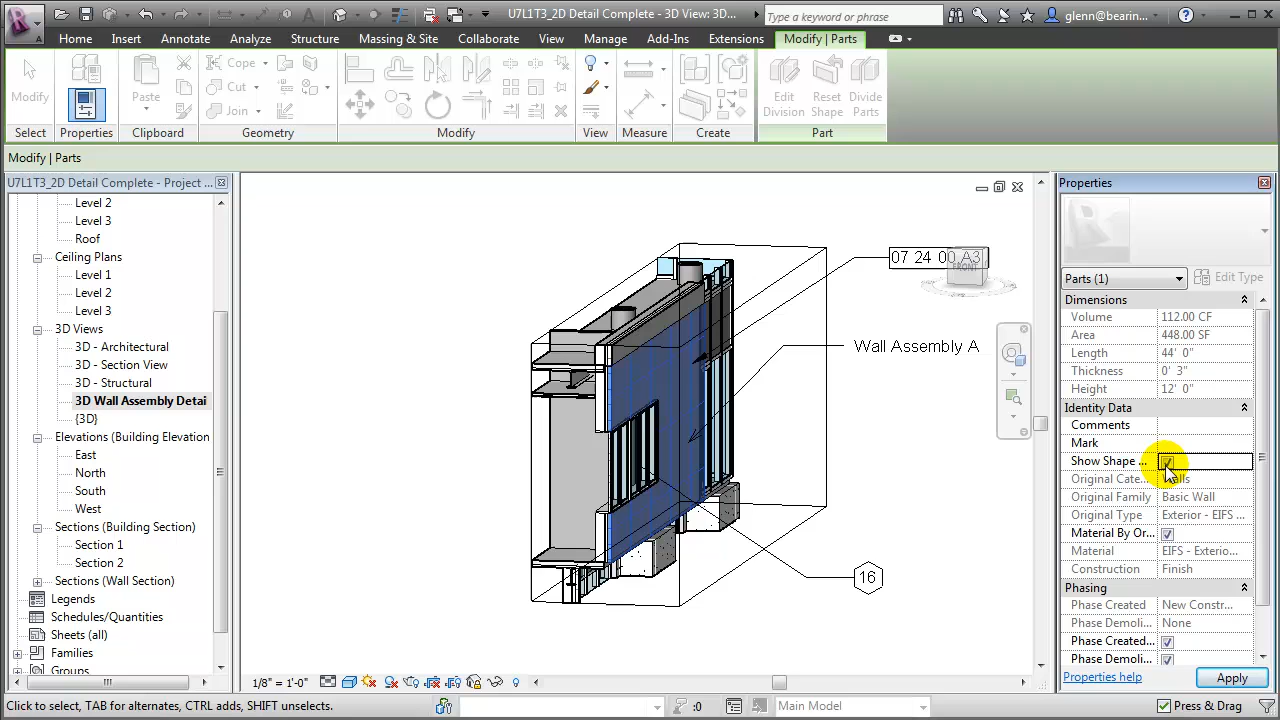 U7L1T3_2D Detail Complete - 3D View: 3D...
Type a keyword or phrase
glenn@bearin...
Home Insert Annotate Analyze Structure Massing & Site Collaborate View Manage Add-Ins Extensions Modify | Parts
Modify
Paste
Cope
Cut
Join
Edit Division
Reset Shape
Divide Parts
Select Properties Clipboard Geometry Modify View Measure Create Part
Modify | Parts
U7L1T3_2D Detail Complete - Project ...
Level 2
Level 3
Roof
Ceiling Plans
Level 1
Level 2
Level 3
3D Views
3D - Architectural
3D - Section View
3D - Structural
3D Wall Assembly Detai
{3D}
Elevations (Building Elevation
East
North
South
West
Sections (Building Section)
Section 1
Section 2
Sections (Wall Section)
Legends
Schedules/Quantities
Sheets (all)
Families
Groups
07 24 00 A3
FRONT
Wall Assembly A
16
1/8" = 1'-0"
Properties
Parts (1)
Edit Type
Dimensions
Volume 112.00 CF
Area 448.00 SF
Length 44' 0"
Thickness 0' 3"
Height 12' 0"
Identity Data
Comments
Mark
Show Shape ...
Original Cate...
Original Family Basic Wall
Original Type Exterior - EIFS ...
Material By Or...
Material EIFS - Exterio...
Construction Finish
Phasing
Phase Created New Constr...
Phase Demoli... None
Phase Created...
Phase Demoli...
Properties help
Apply
Click to select, TAB for alternates, CTRL adds, SHIFT unselects.
:0
Main Model
Press & Drag